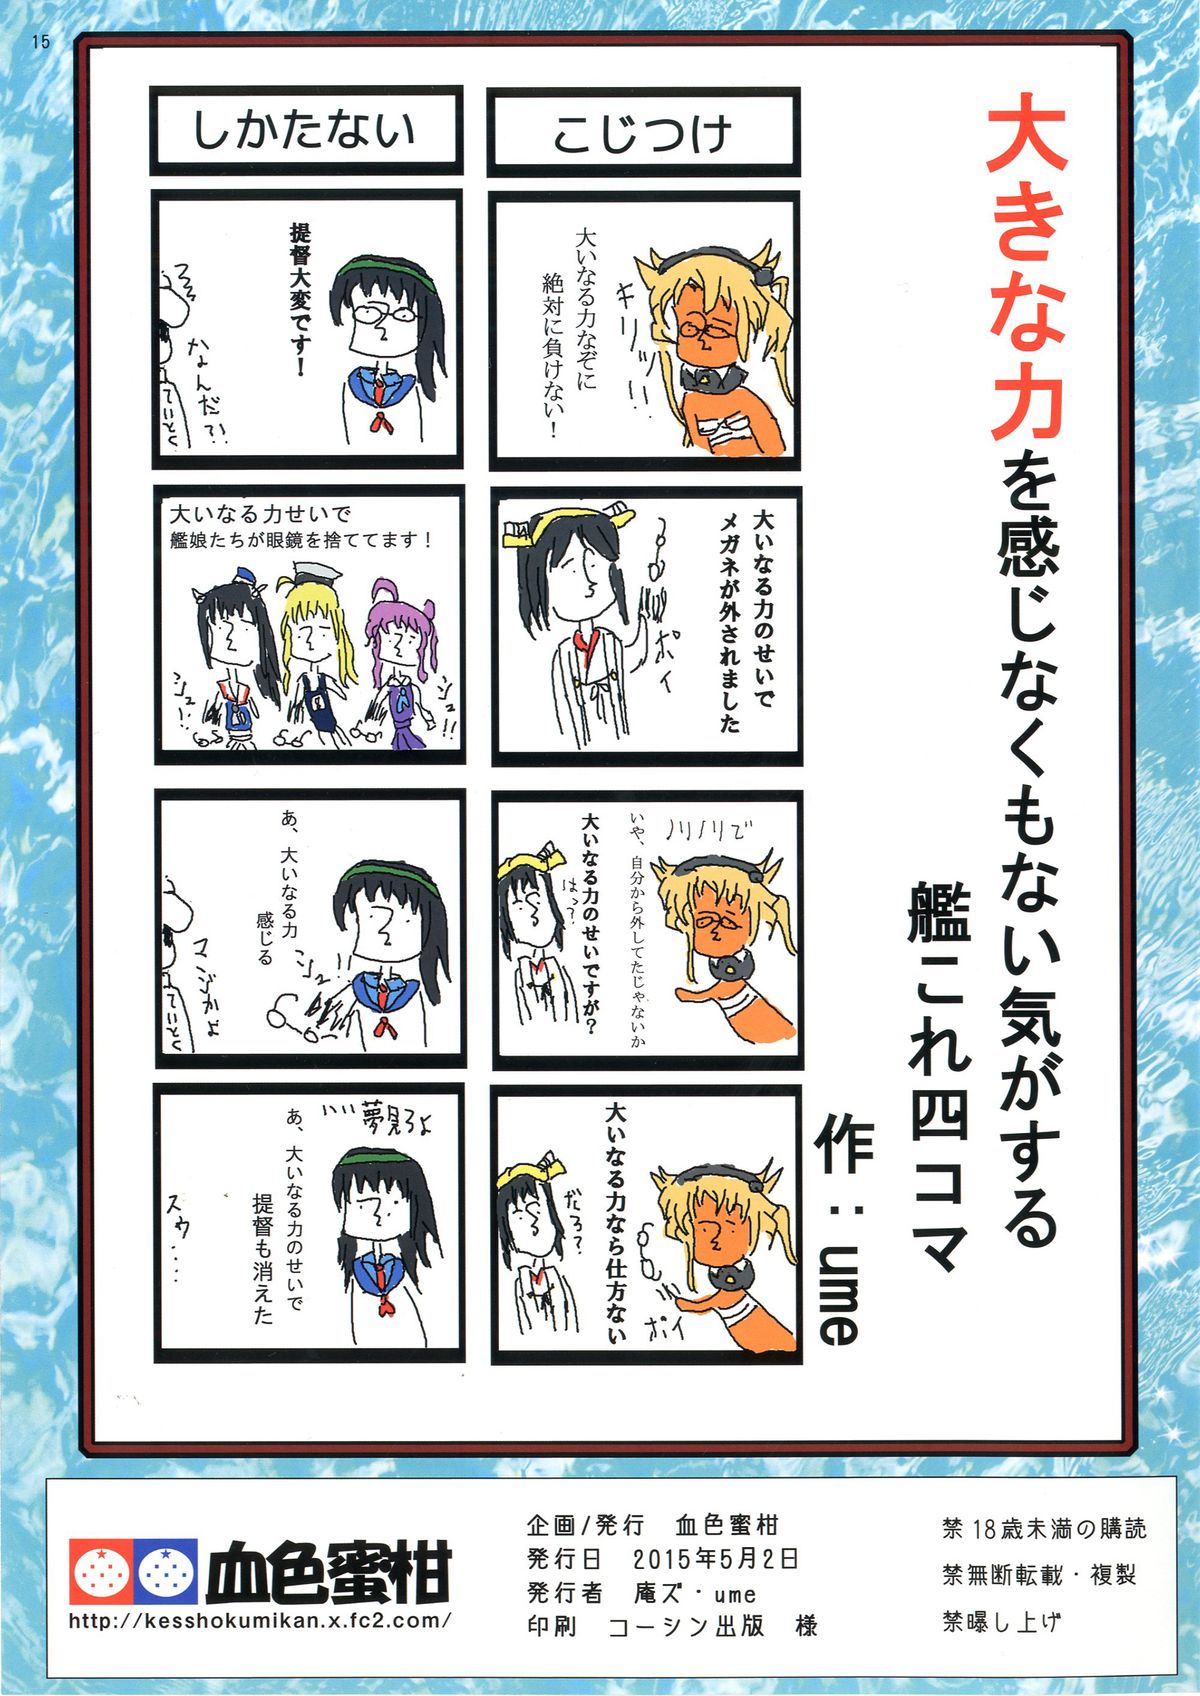 15
大きな力を感じなくもない気がする
艦これ四コマ
作:ume
こじつけ
大いなる力なぞに
絶対に負けない!
キリッ!!
大いなる力のせいで
メガネが外されました
ポイ
ノリノリで
いや、自分から外してたじゃないか
大いなる力のせいですが?
はっ?
大いなる力なら仕方ない
だろ?
ポイ
しかたない
提督大変です!
なんだ?
ていとく
大いなる力せいで
艦娘たちが眼鏡を捨ててます!
シュ!!
シュ!!
あ、大いなる力
感じる
シュ!!
マジかよ
ていとく
いい夢見ろよ
あ、大いなる力のせいで
提督も消えた
スゥ....
血色蜜柑
http://kesshokumikan.x.fc2.com/
企画/発行 血色蜜柑
発行日 2015年5月2日
発行者 庵ズ・ume
印刷 コーシン出版 様
禁18歳未満の購読
禁無断転載・複製
禁曝し上げ